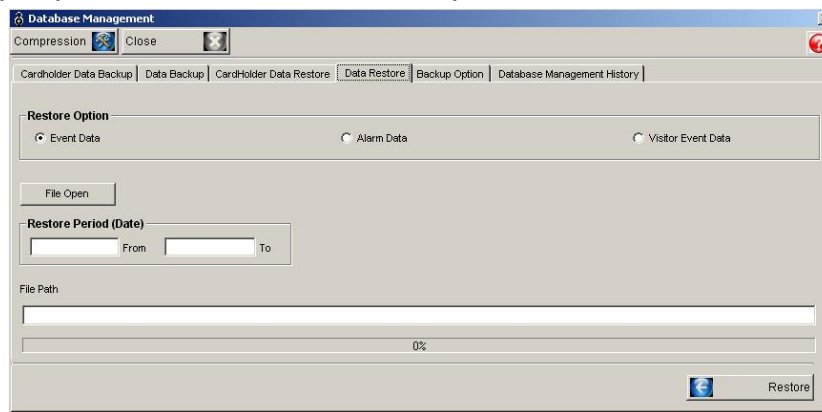 Database Management
Compression Close
Cardholder Data Backup Data Backup CardHolder Data Restore Data Restore Backup Option Database Management History
Restore Option
Event Data Alarm Data Visitor Event Data
File Open
Restore Period (Date)
From To
File Path
0%
Restore